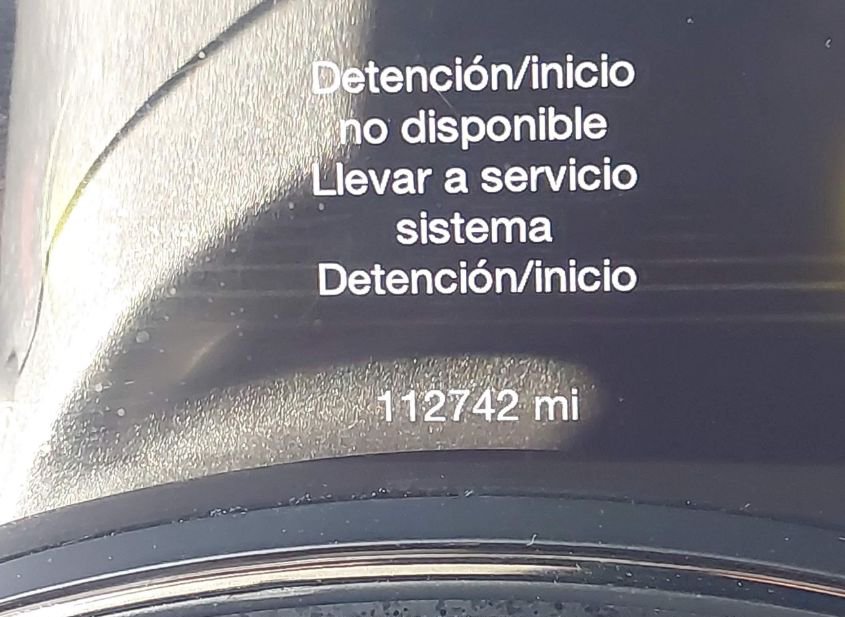 Detención/inicio
no disponible
Llevar a servicio
sistema
Detención/inicio
112742 mi